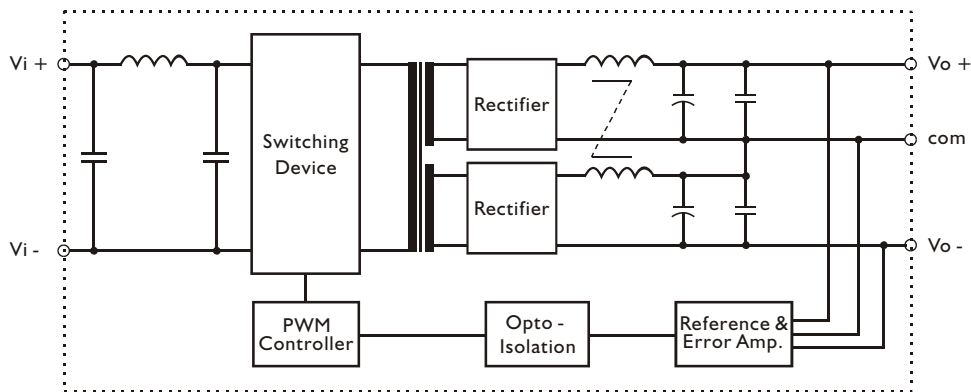 Vi +
Switching
Device
Rectifier
Vo +
com
Rectifier
Vi -
Vo -
PWM
Controller
Opto -
Isolation
Reference &
Error Amp.